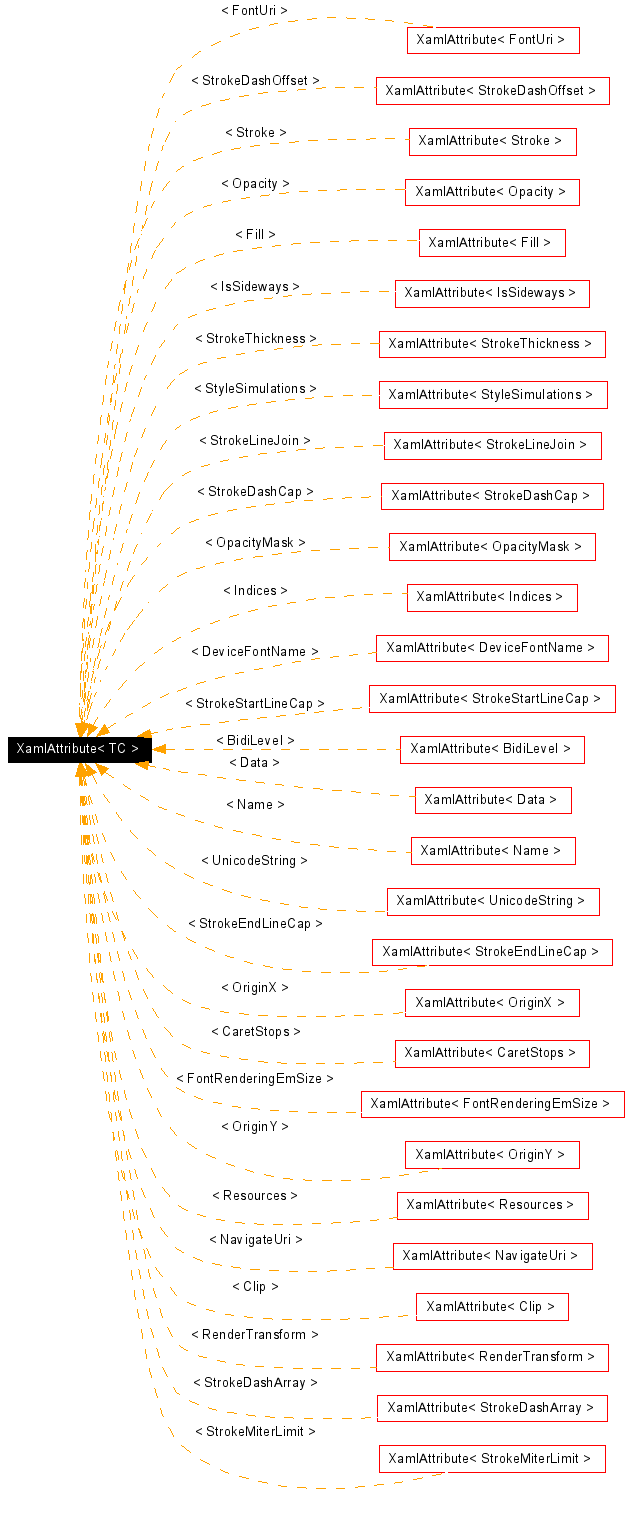 < FontUri >
XamlAttribute< FontUri >
< StrokeDashOffset >
XamlAttribute< StrokeDashOffset >
< Stroke >
XamlAttribute< Stroke >
< Opacity >
XamlAttribute< Opacity >
< Fill >
XamlAttribute< Fill >
< IsSideways >
XamlAttribute< IsSideways >
< StrokeThickness >
XamlAttribute< StrokeThickness >
< StyleSimulations >
XamlAttribute< StyleSimulations >
< StrokeLineJoin >
XamlAttribute< StrokeLineJoin >
< StrokeDashCap >
XamlAttribute< StrokeDashCap >
< OpacityMask >
XamlAttribute< OpacityMask >
< Indices >
XamlAttribute< Indices >
< DeviceFontName >
XamlAttribute< DeviceFontName >
< StrokeStartLineCap >
XamlAttribute< StrokeStartLineCap >
XamlAttribute< TC >
< BidiLevel >
XamlAttribute< BidiLevel >
< Data >
XamlAttribute< Data >
< Name >
XamlAttribute< Name >
< UnicodeString >
XamlAttribute< UnicodeString >
< StrokeEndLineCap >
XamlAttribute< StrokeEndLineCap >
< OriginX >
XamlAttribute< OriginX >
< CaretStops >
XamlAttribute< CaretStops >
< FontRenderingEmSize >
XamlAttribute< FontRenderingEmSize >
< OriginY >
XamlAttribute< OriginY >
< Resources >
XamlAttribute< Resources >
< NavigateUri >
XamlAttribute< NavigateUri >
< Clip >
XamlAttribute< Clip >
< RenderTransform >
XamlAttribute< RenderTransform >
< StrokeDashArray >
XamlAttribute< StrokeDashArray >
< StrokeMiterLimit >
XamlAttribute< StrokeMiterLimit >